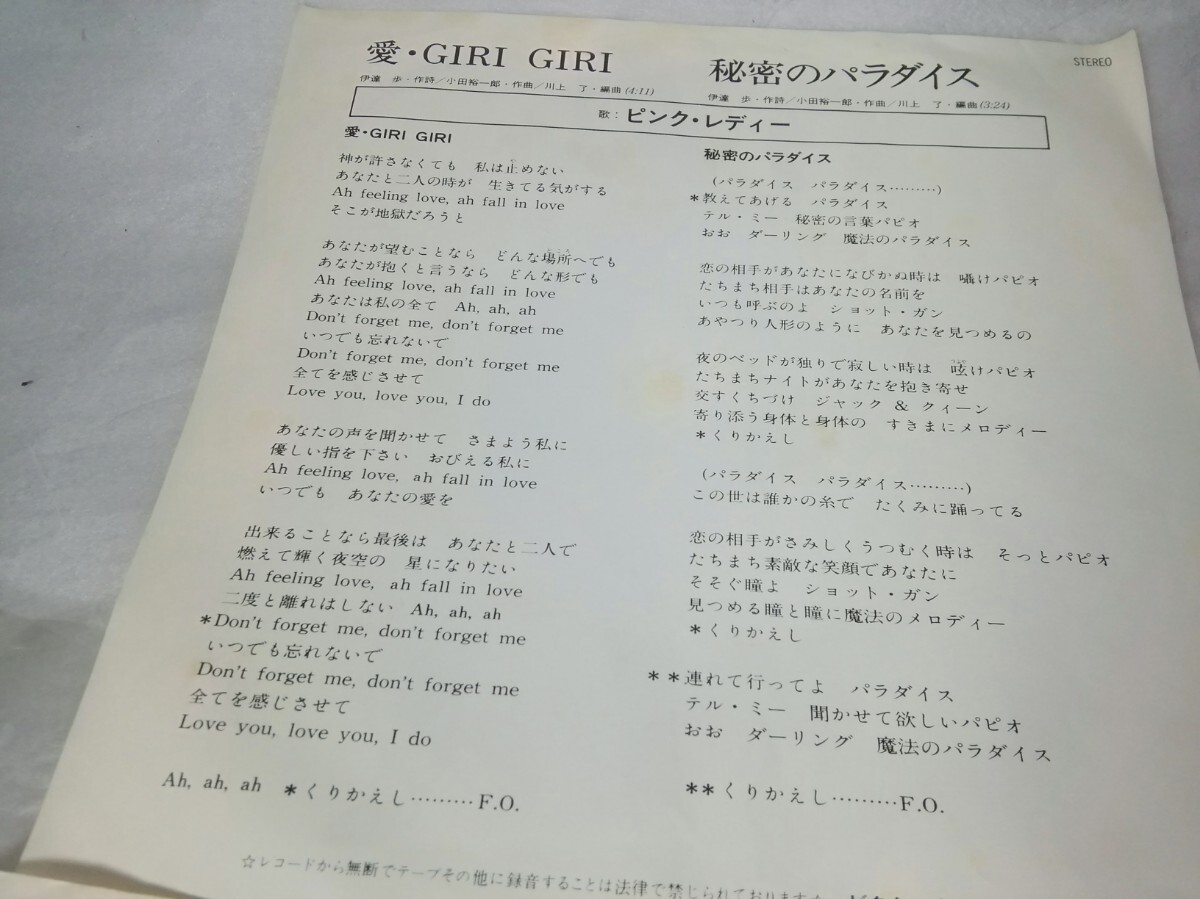 愛・GIRI GIRI
伊達 歩・作詩／小田裕一郎・作曲／川上 了・編曲(4:11)
秘密のパラダイス
伊達 歩・作詩／小田裕一郎・作曲／川上 了・編曲(3:24)
STEREO
歌：ピンク・レディー
愛・GIRI GIRI
神が許さなくても 私は止めない
あなたと二人の時が 生きてる気がする
Ah feeling love, ah fall in love
そこが地獄だろうと
あなたが望むことなら どんな場所へでも
あなたが抱くと言うなら どんな形でも
Ah feeling love, ah fall in love
あなたは私の全て Ah, ah, ah
Don't forget me, don't forget me
いつでも忘れないで
Don't forget me, don't forget me
全てを感じさせて
Love you, love you, I do
あなたの声を聞かせて さまよう私に
優しい指を下さい おびえる私に
Ah feeling love, ah fall in love
いつでも あなたの愛を
出来ることなら最後は あなたと二人で
燃えて輝く夜空の 星になりたい
Ah feeling love, ah fall in love
二度と離れはしない Ah, ah, ah
＊Don't forget me, don't forget me
いつでも忘れないで
Don't forget me, don't forget me
全てを感じさせて
Love you, love you, I do
Ah, ah, ah ＊くりかえし………F.O.
秘密のパラダイス
(パラダイス パラダイス………)
＊教えてあげる パラダイス
テル・ミー 秘密の言葉パピオ
おお ダーリング 魔法のパラダイス
恋の相手があなたになびかぬ時は 囁けパピオ
たちまち相手はあなたの名前を
いつも呼ぶのよ ショット・ガン
あやつり人形のように あなたを見つめるの
夜のベッドが独りで寂しい時は 呟けパピオ
たちまちナイトがあなたを抱き寄せ
交すくちづけ ジャック & クィーン
寄り添う身体と身体の すきまにメロディー
＊くりかえし
(パラダイス パラダイス………)
この世は誰かの糸で たくみに踊ってる
恋の相手がさみしくうつむく時は そっとパピオ
たちまち素敵な笑顔であなたに
そそぐ瞳よ ショット・ガン
見つめる瞳と瞳に魔法のメロディー
＊くりかえし
＊＊連れて行ってよ パラダイス
テル・ミー 聞かせて欲しいパピオ
おお ダーリング 魔法のパラダイス
＊＊くりかえし………F.O.
☆レコードから無断でテープその他に録音することは法律で禁じられております。